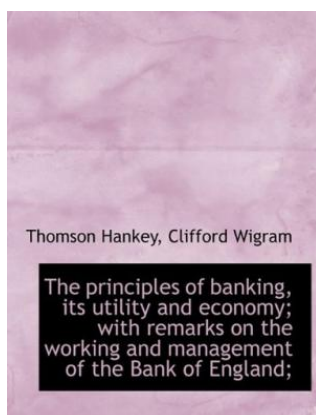 Thomson Hankey, Clifford Wigram
The principles of banking,
its utility and economy;
with remarks on the
working and management
of the Bank of England;